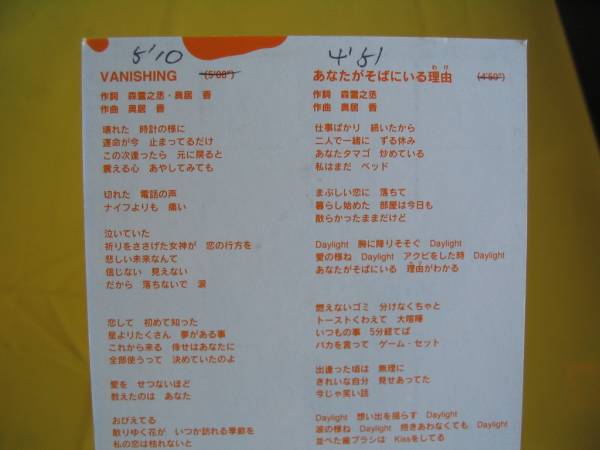 5'10
VANISHING (5'08")
作詞 森雪之丞・奥居 香
作曲 奥居 香
壊れた 時計の様に
運命が今 止まってるだけ
この次逢ったら 元に戻ると
震える心 あやしてみても
切れた 電話の声
ナイフよりも 痛い
泣いていた
祈りをささげた女神が 恋の行方を
悲しい未来なんて
信じない 見えない
だから 落ちないで 涙
恋して 初めて知った
星よりたくさん 夢がある事
これから来る 倖せはあなたに
全部使うって 決めていたのよ
愛を せつないほど
教えたのは あなた
おびえてる
散りゆく花が いつか訪れる季節を
私の恋は枯れないと
4'51
あなたがそばにいる理由 (4'50")
わけ
作詞 森雪之丞
作曲 奥居 香
仕事ばかり 続いたから
二人で一緒に ずる休み
あなたタマゴ 炒めている
私はまだ ベッド
まぶしい恋に 落ちて
暮らし始めた 部屋は今日も
散らかったままだけど
Daylight 腕に降りそそぐ Daylight
愛の様ね Daylight アクビをした時 Daylight
あなたがそばにいる 理由がわかる
燃えないゴミ 分けなくちゃと
トーストくわえて 大喧嘩
いつもの事 5分経てば
バカを言って ゲーム・セット
出逢った頃は 無理に
きれいな自分 見せあってた
今じゃ笑い話
Daylight 想い出を揺らす Daylight
波の様ね Daylight 抱きあわなくても Daylight
並べた歯ブラシは Kissをしてる